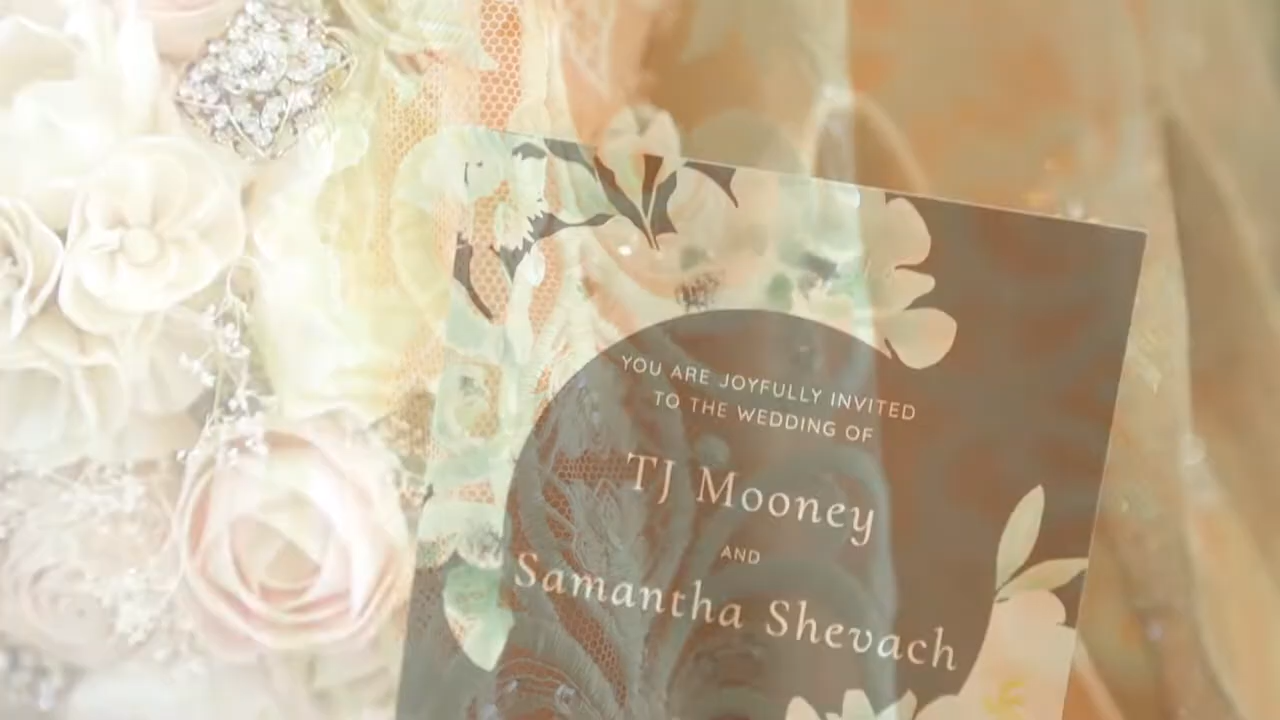 YOU ARE JOYFULLY INVITED
TO THE WEDDING OF
TJ Mooney
AND
Samantha Shevach